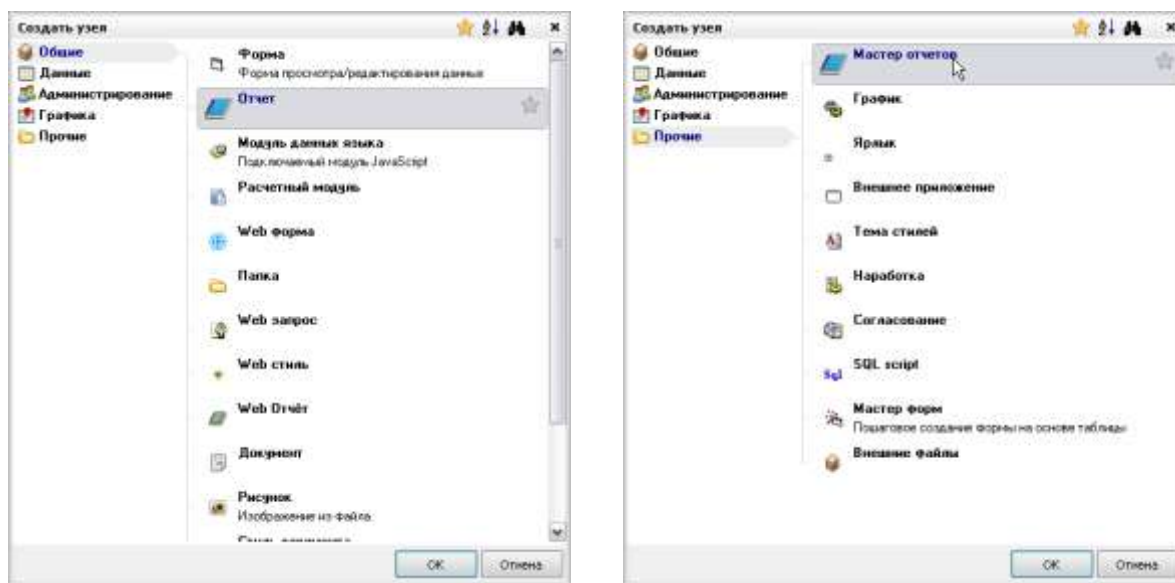 Создать узел
Общие
Данные
Администрирование
Графика
Прочие
Форма
Форма просмотра/редактирования данных
Отчет
Модуль данных языка
Подключаемый модуль JavaScript
Расчетный модуль
Web форма
Папка
Web запрос
Web стиль
Web Отчёт
Документ
Рисунок
Изображение из файла
Стиль документа
OK
Отмена
Создать узел
Общие
Данные
Администрирование
Графика
Прочие
Мастер отчетов
График
Ярлык
Внешнее приложение
Тема стилей
Наработка
Согласование
SQL script
Мастер форм
Пошаговое создание формы на основе таблицы
Внешние файлы
OK
Отмена